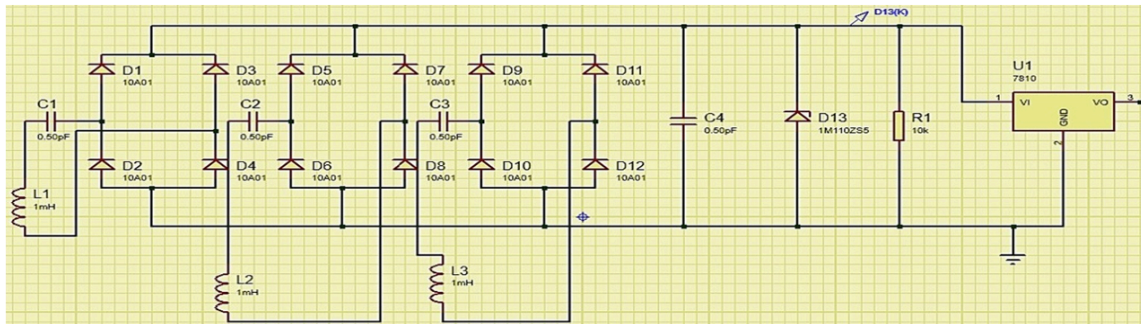 D13(K)
D1
10A01
D3
10A01
D5
10A01
D7
10A01
D9
10A01
D11
10A01
U1
7810
1
VI
VO
3
GND
2
C1
0.50pF
C2
0.50pF
C3
0.50pF
C4
0.50pF
D13
1M110ZS5
R1
10k
D2
10A01
D4
10A01
D6
10A01
D8
10A01
D10
10A01
D12
10A01
L1
1mH
L2
1mH
L3
1mH